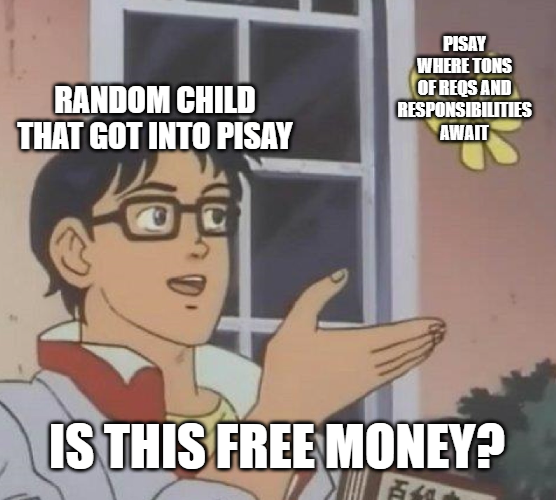 PISAY
WHERE TONS
OF REQS AND
RESPONSIBILITIES
AWAIT
RANDOM CHILD
THAT GOT INTO PISAY
IS THIS FREE MONEY?